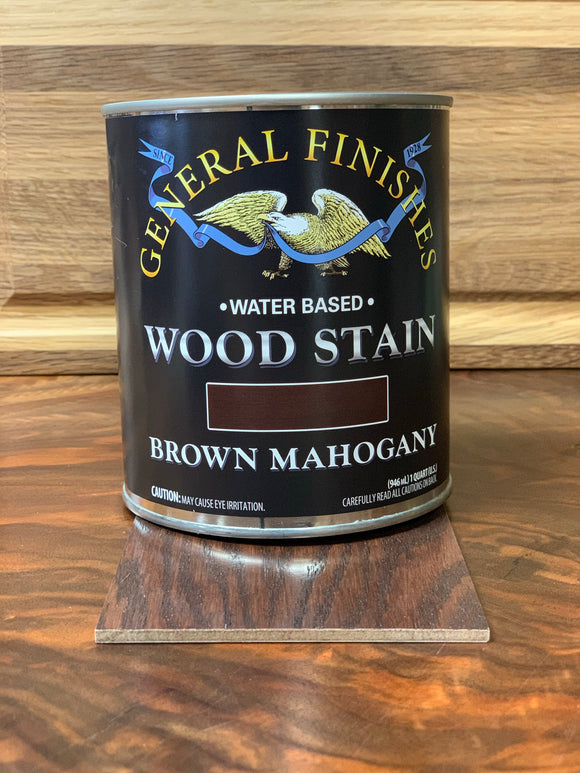 SINCE 1928
GENERAL FINISHES
•WATER BASED•
WOOD STAIN
BROWN MAHOGANY
(946 mL) 1 QUART (U.S.)
CAUTION: MAY CAUSE EYE IRRITATION.
CAREFULLY READ ALL CAUTIONS ON BACK.